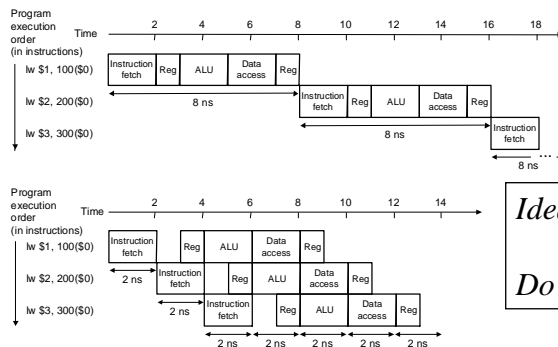 Program
execution
order
(in instructions)
Time
2 4 6 8 10 12 14 16 18
lw $1, 100($0)
Instruction
fetch
Reg
ALU
Data
access
Reg
lw $2, 200($0)
8 ns
Instruction
fetch
Reg
ALU
Data
access
Reg
lw $3, 300($0)
8 ns
Instruction
fetch
8 ns
...
Program
execution
order
(in instructions)
Time
2 4 6 8 10 12 14
lw $1, 100($0)
Instruction
fetch
Reg
ALU
Data
access
Reg
lw $2, 200($0)
2 ns
Instruction
fetch
Reg
ALU
Data
access
Reg
lw $3, 300($0)
2 ns
Instruction
fetch
Reg
ALU
Data
access
Reg
2 ns 2 ns 2 ns 2 ns 2 ns
Do